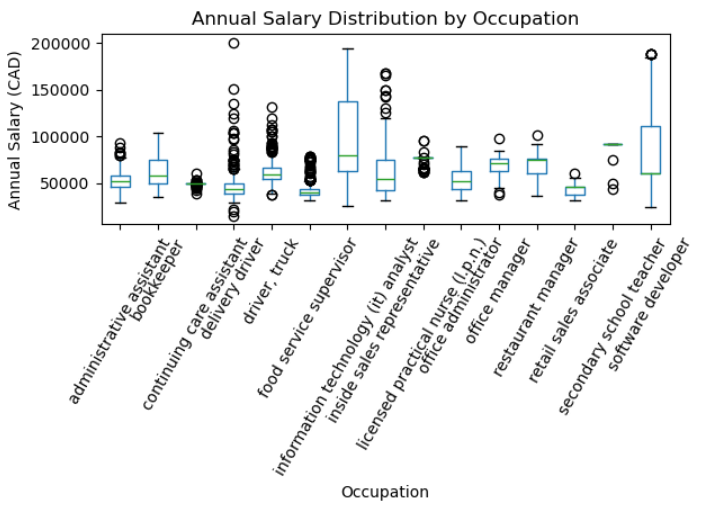 Annual Salary Distribution by Occupation
Annual Salary (CAD)
200000
150000
100000
50000
administrative assistant
bookkeeper
continuing care assistant
delivery driver
driver, truck
food service supervisor
information technology (it) analyst
inside sales representative
licensed practical nurse (l.p.n.)
office administrator
office manager
restaurant manager
retail sales associate
secondary school teacher
software developer
Occupation